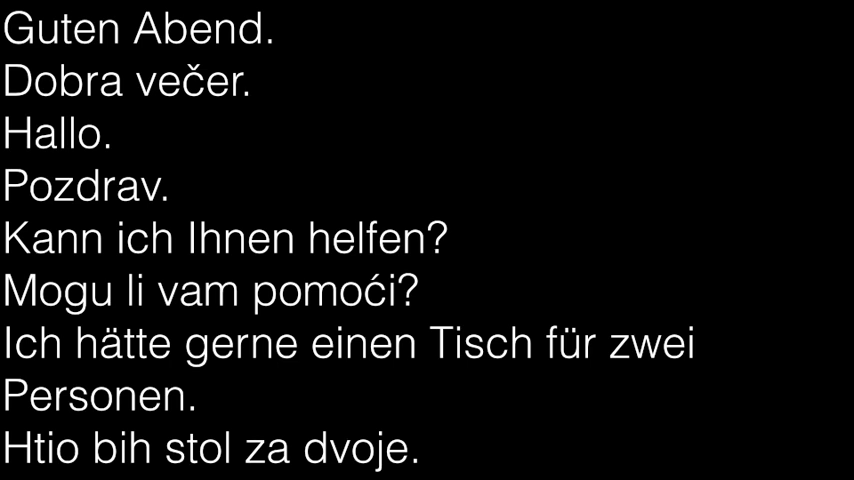 Guten Abend.
Dobra večer.
Hallo.
Pozdrav.
Kann ich Ihnen helfen?
Mogu li vam pomoći?
Ich hätte gerne einen Tisch für zwei
Personen.
Htio bih stol za dvoje.